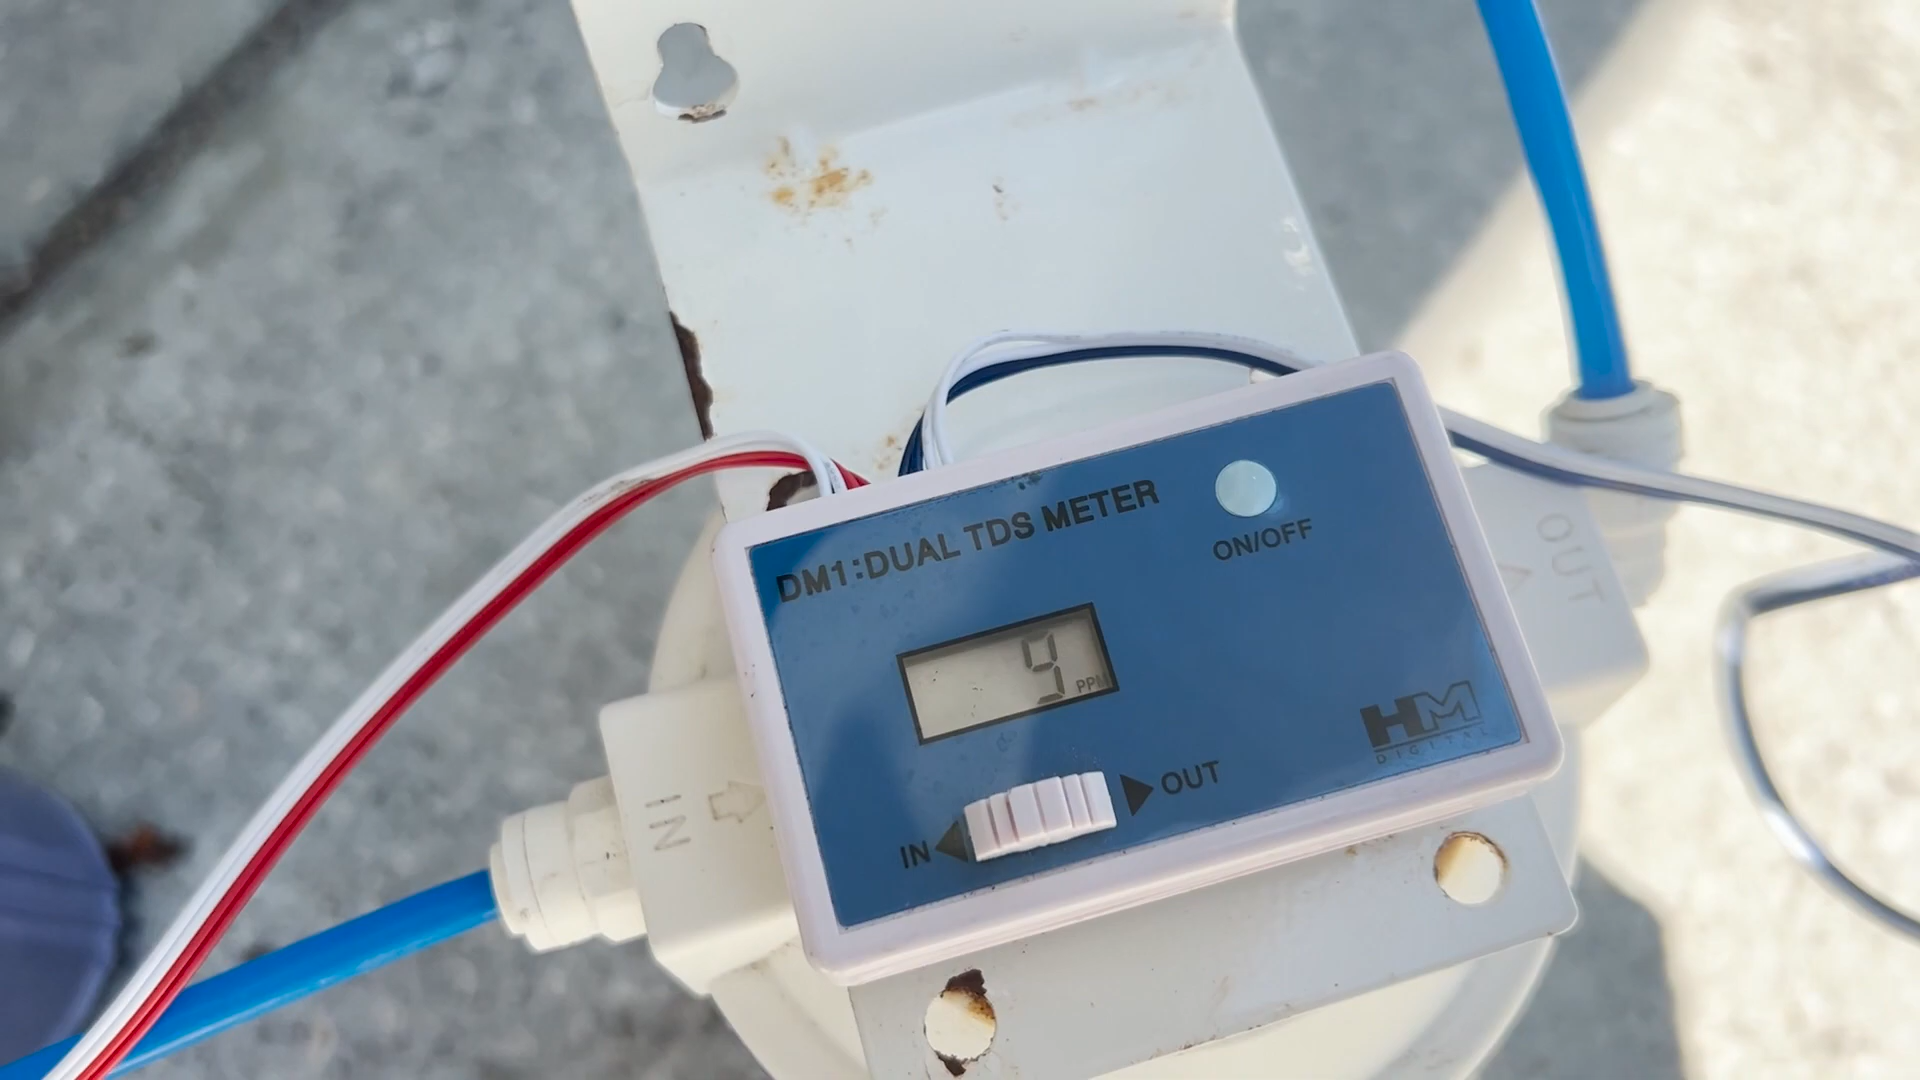 DM1:DUAL TDS METER
ON/OFF
9 PPM
IN
OUT
HM
DIGITAL
IN
OUT